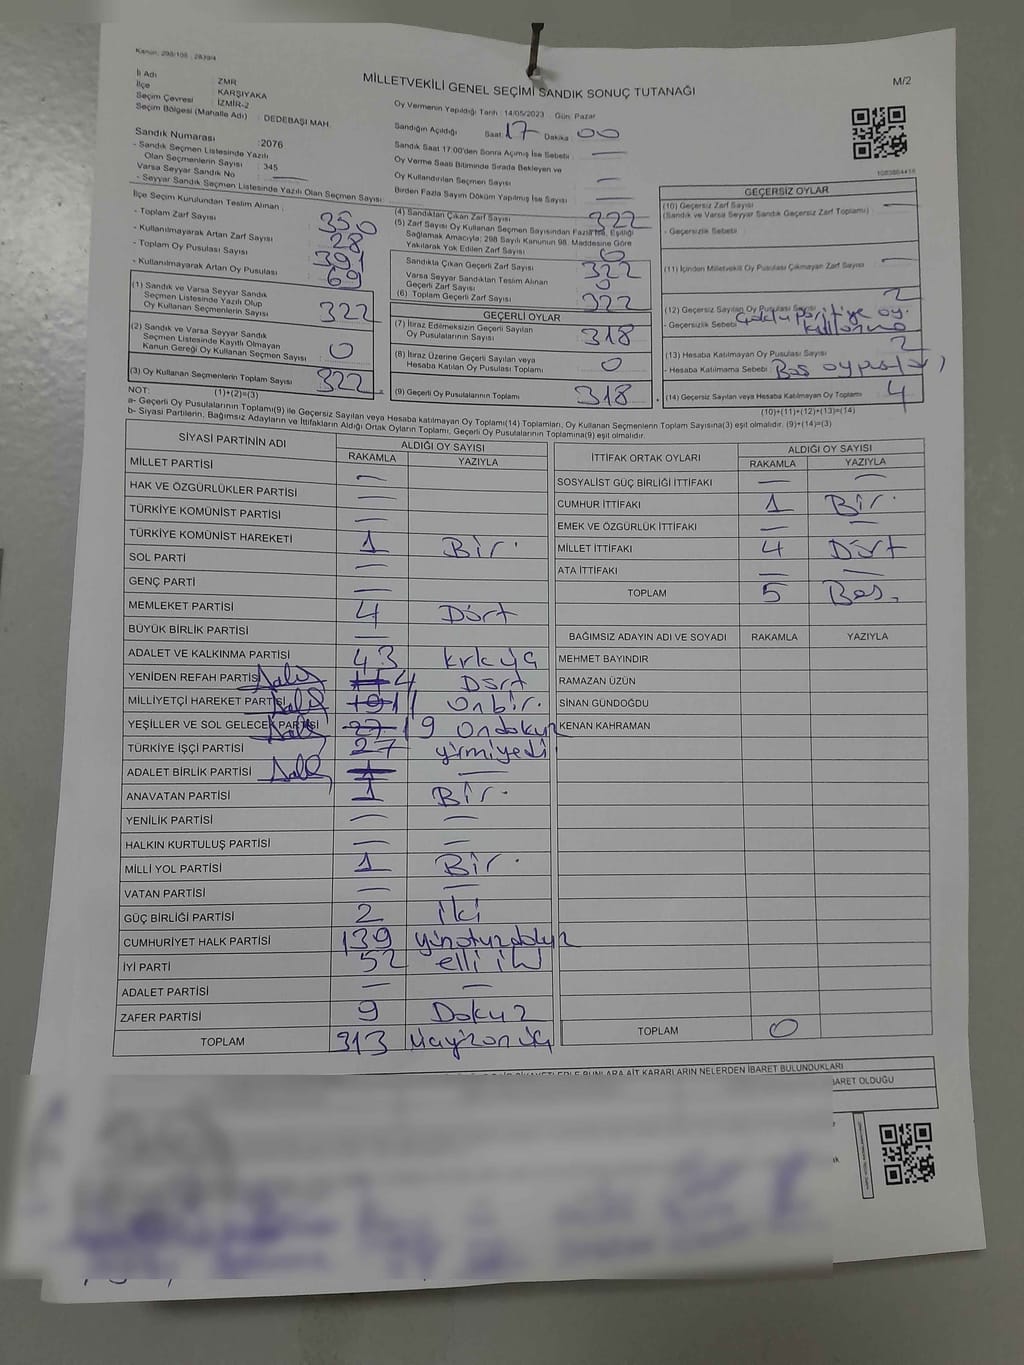 Kanun: 298/105 : 2839/4
MİLLETVEKİLİ GENEL SEÇİMİ SANDIK SONUÇ TUTANAĞI
M/2
İl Adı : ZMR
İlçe : KARŞIYAKA
Seçim Çevresi : İZMİR-2
Seçim Bölgesi (Mahalle Adı) : DEDEBAŞI MAH.
Sandık Numarası : 2076
- Sandık Seçmen Listesinde Yazılı
Olan Seçmenlerin Sayısı : 345
Varsa Seyyar Sandık No : —
- Seyyar Sandık Seçmen Listesinde Yazılı Olan Seçmen Sayısı:
Oy Vermenin Yapıldığı Tarih : 14/05/2023 Gün: Pazar
Sandığın Açıldığı Saat: 17 Dakika : 00
Sandık Saat 17:00'den Sonra Açılmış İse Sebebi : —
Oy Verme Saati Bitiminde Sırada Bekleyen ve
Oy Kullandırılan Seçmen Sayısı : —
Birden Fazla Sayım Döküm Yapılmış İse Sayısı : —
1083884416
İlçe Seçim Kurulundan Teslim Alınan :
- Toplam Zarf Sayısı : 350
- Kullanılmayarak Artan Zarf Sayısı : 28
- Toplam Oy Pusulası Sayısı : 391
- Kullanılmayarak Artan Oy Pusulası : 69
(1) Sandık ve Varsa Seyyar Sandık
Seçmen Listesinde Yazılı Olup
Oy Kullanan Seçmenlerin Sayısı : 322
(2) Sandık ve Varsa Seyyar Sandık
Seçmen Listesinde Kayıtlı Olmayan
Kanun Gereği Oy Kullanan Seçmen Sayısı : 0
(3) Oy Kullanan Seçmenlerin Toplam Sayısı : 322
(1)+(2)=(3)
(4) Sandıktan Çıkan Zarf Sayısı : 322
(5) Zarf Sayısı Oy Kullanan Seçmen Sayısından Fazla İse, Eşitliği
Sağlamak Amacıyla; 298 Sayılı Kanunun 98. Maddesine Göre
Yakılarak Yok Edilen Zarf Sayısı : 0
Sandıkta Çıkan Geçerli Zarf Sayısı : 322
Varsa Seyyar Sandıktan Teslim Alınan
Geçerli Zarf Sayısı : —
(6) Toplam Geçerli Zarf Sayısı : 322
GEÇERLİ OYLAR
(7) İtiraz Edilmeksizin Geçerli Sayılan
Oy Pusulalarının Sayısı : 318
(8) İtiraz Üzerine Geçerli Sayılan veya
Hesaba Katılan Oy Pusulası Toplamı : 0
(9) Geçerli Oy Pusulalarının Toplamı : 318
GEÇERSİZ OYLAR
(10) Geçersiz Zarf Sayısı : —
(Sandık ve Varsa Seyyar Sandık Geçersiz Zarf Toplamı)
- Geçersizlik Sebebi :
(11) İçinden Milletvekili Oy Pusulası Çıkmayan Zarf Sayısı : —
(12) Geçersiz Sayılan Oy Pusulası Sayısı : 2
- Geçersizlik Sebebi : Çoklu partiye oy.
kullanma
(13) Hesaba Katılmayan Oy Pusulası Sayısı : 2
- Hesaba Katılmama Sebebi : Boş oy
(14) Geçersiz Sayılan veya Hesaba Katılmayan Oy Toplamı : 4
(10)+(11)+(12)+(13)=(14)
NOT:
a- Geçerli Oy Pusulalarının Toplamı(9) ile Geçersiz Sayılan veya Hesaba katılmayan Oy Toplamı(14) Toplamları, Oy Kullanan Seçmenlerin Toplam Sayısına(3) eşit olmalıdır. (9)+(14)=(3)
b- Siyasi Partilerin, Bağımsız Adayların ve İttifakların Aldığı Ortak Oyların Toplamı, Geçerli Oy Pusulalarının Toplamına(9) eşit olmalıdır.
SİYASİ PARTİNİN ADI ALDIĞI OY SAYISI
RAKAMLA YAZIYLA
MİLLET PARTİSİ —
HAK VE ÖZGÜRLÜKLER PARTİSİ —
TÜRKİYE KOMÜNİST PARTİSİ —
TÜRKİYE KOMÜNİST HAREKETİ 1 Bir.
SOL PARTİ —
GENÇ PARTİ —
MEMLEKET PARTİSİ 4 Dört
BÜYÜK BİRLİK PARTİSİ —
ADALET VE KALKINMA PARTİSİ 43 kırküç
YENİDEN REFAH PARTİSİ 4 Dört
MİLLİYETÇİ HAREKET PARTİSİ 11 onbir.
YEŞİLLER VE SOL GELECEK PARTİSİ 27 19 Ondokuz
TÜRKİYE İŞÇİ PARTİSİ 27 yirmiyedi
ADALET BİRLİK PARTİSİ 1 —
ANAVATAN PARTİSİ 1 Bir.
YENİLİK PARTİSİ — —
HALKIN KURTULUŞ PARTİSİ — —
MİLLİ YOL PARTİSİ 1 Bir.
VATAN PARTİSİ — —
GÜÇ BİRLİĞİ PARTİSİ 2 iki
CUMHURİYET HALK PARTİSİ 139 yüzotuzdokuz
İYİ PARTİ 52 elli iki
ADALET PARTİSİ — —
ZAFER PARTİSİ 9 Dokuz
TOPLAM 313 üçyüzonüç
İTTİFAK ORTAK OYLARI ALDIĞI OY SAYISI
RAKAMLA YAZIYLA
SOSYALİST GÜÇ BİRLİĞİ İTTİFAKI — —
CUMHUR İTTİFAKI 1 Bir.
EMEK VE ÖZGÜRLÜK İTTİFAKI — —
MİLLET İTTİFAKI 4 Dört
ATA İTTİFAKI — —
TOPLAM 5 Beş.
BAĞIMSIZ ADAYIN ADI VE SOYADI RAKAMLA YAZIYLA
MEHMET BAYINDIR
RAMAZAN ÜZÜN
SİNAN GÜNDOĞDU
KENAN KAHRAMAN
TOPLAM 0
KARARLARIN NELERDEN İBARET BULUNDUKLARI
İBARET OLDUĞU